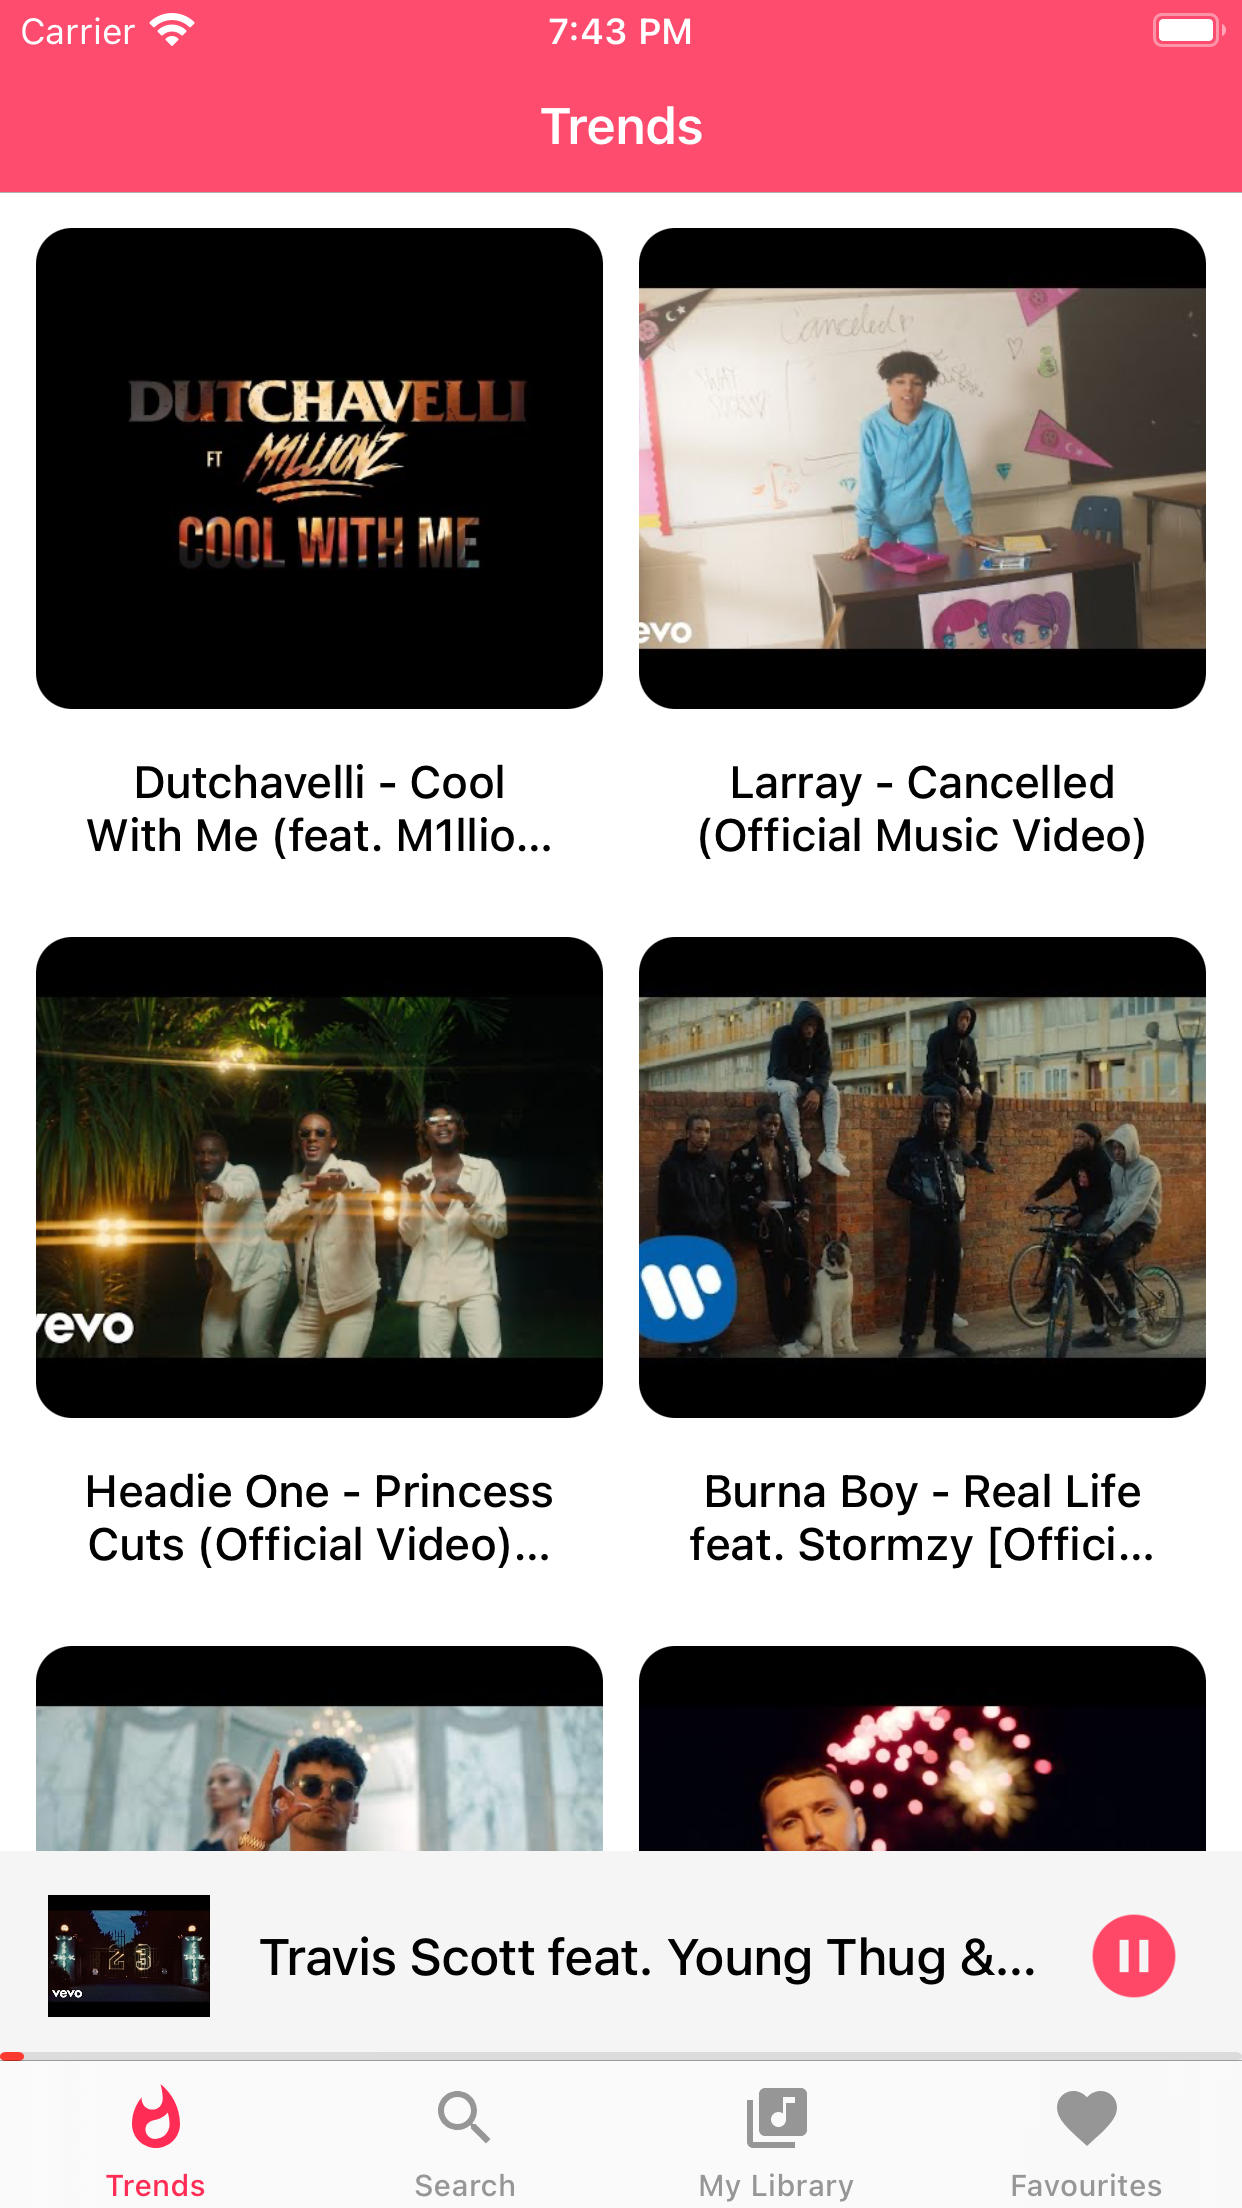 Carrier
7:43 PM
Trends
DUTCHAVELLI
FT MILLIONZ
COOL WITH ME
Canceled
evo
Dutchavelli - Cool
With Me (feat. M1llio...
Larray - Cancelled
(Official Music Video)
vevo
Headie One - Princess
Cuts (Official Video)...
Burna Boy - Real Life
feat. Stormzy [Offici...
23
vevo
Travis Scott feat. Young Thug &...
Trends
Search
My Library
Favourites